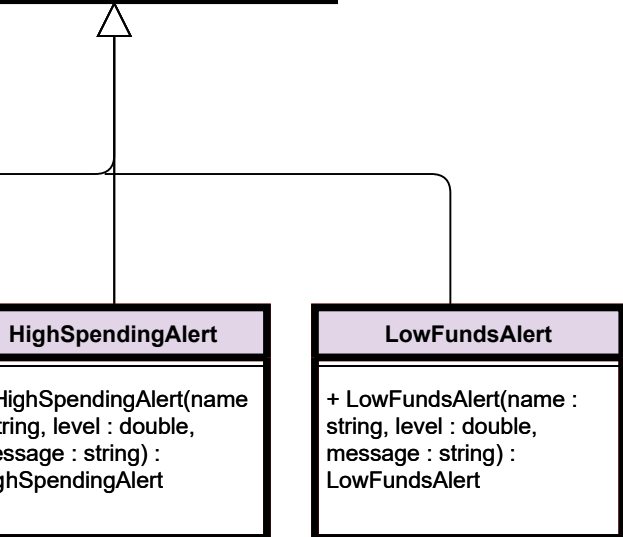 HighSpendingAlert
HighSpendingAlert(name
tring, level : double,
essage : string) :
ghSpendingAlert
LowFundsAlert
+ LowFundsAlert(name :
string, level : double,
message : string) :
LowFundsAlert